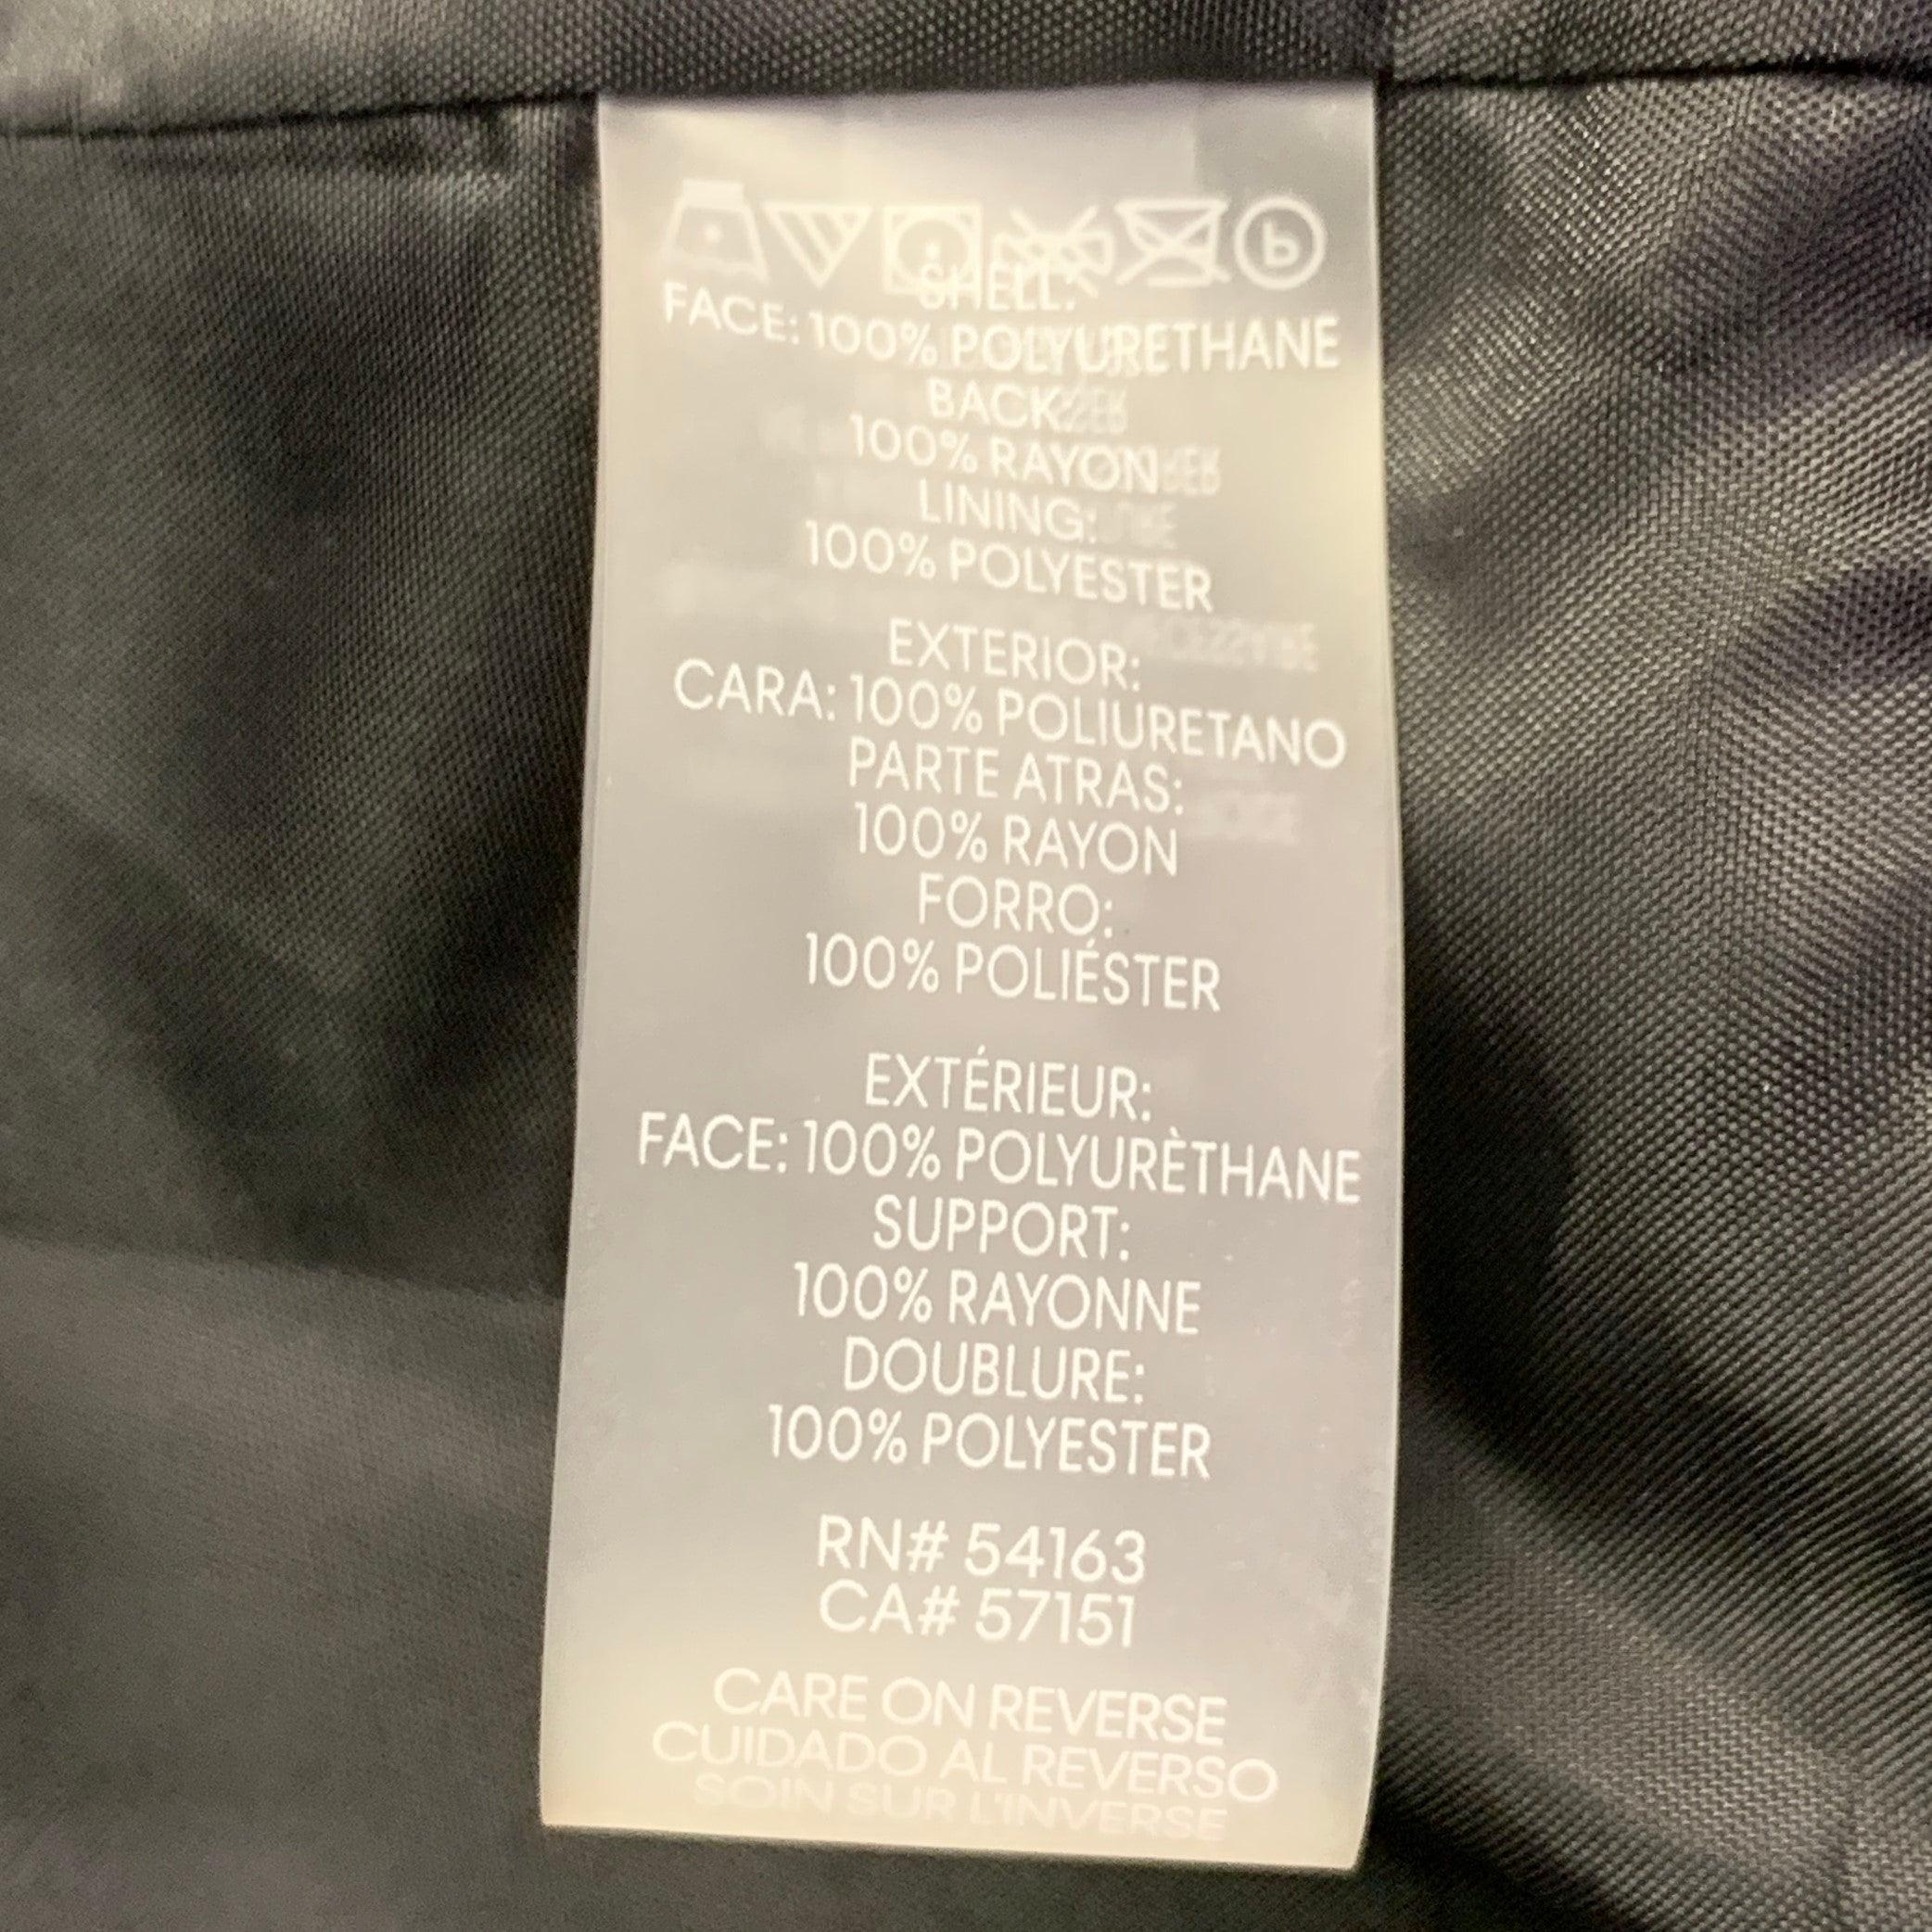 SHELL:
FACE: 100% POLYURETHANE
BACK:
100% RAYON
LINING:
100% POLYESTER
EXTERIOR:
CARA: 100% POLIURETANO
PARTE ATRAS:
100% RAYON
FORRO:
100% POLIÉSTER
EXTÉRIEUR:
FACE: 100% POLYURÈTHANE
SUPPORT:
100% RAYONNE
DOUBLURE:
100% POLYESTER
RN# 54163
CA# 57151
CARE ON REVERSE
CUIDADO AL REVERSO
SOIN SUR L'INVERSE